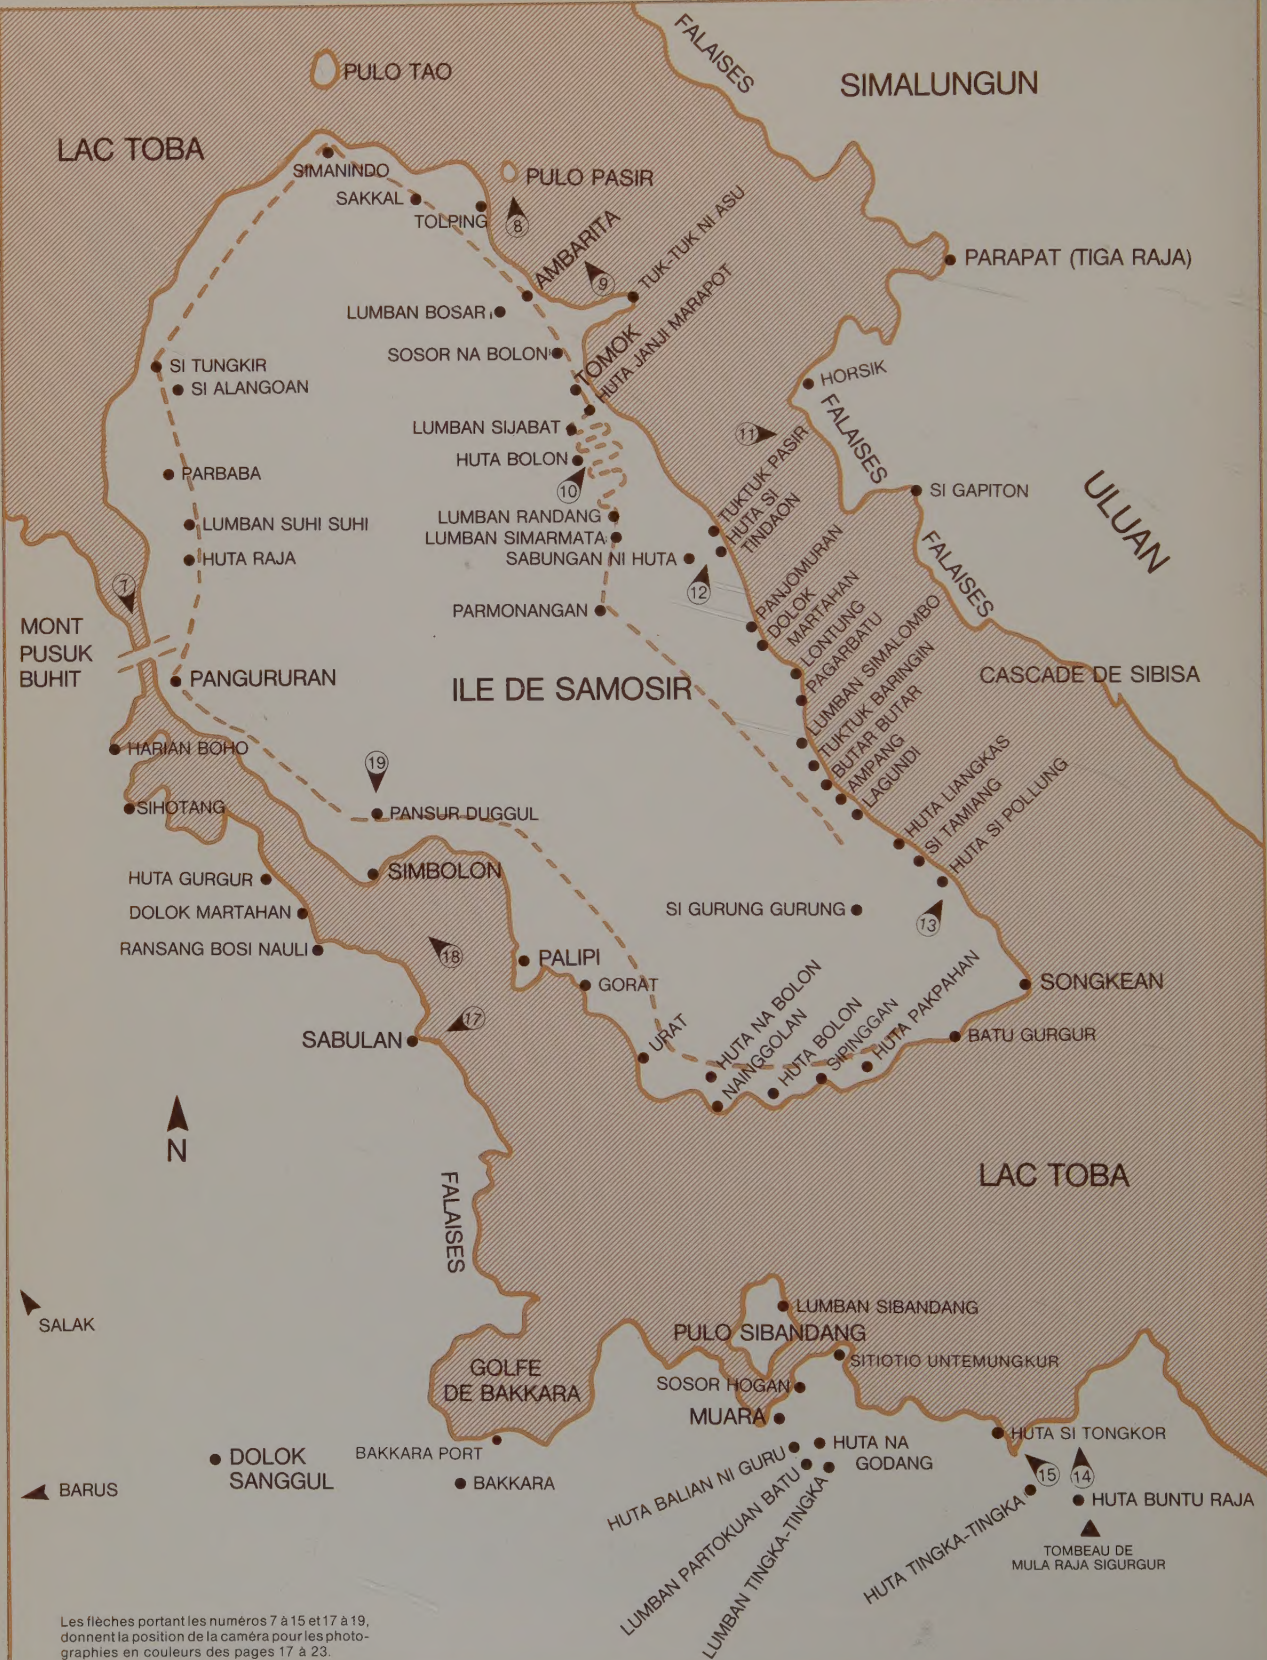 FALAISES
SIMALUNGUN
PULO TAO
LAC TOBA
SIMANINDO
SAKKAL
TOLPING
PULO PASIR
8
AMBARITA
9
TUK-TUK NI ASU
PARAPAT (TIGA RAJA)
LUMBAN BOSAR
SOSOR NA BOLON
TOMOK
HUTA JANJI MARAPOT
SI TUNGKIR
SI ALANGOAN
HORSIK
FALAISES
LUMBAN SIJABAT
11
HUTA BOLON
10
PARBABA
TUKTUK PASIR
HUTA SI
TINDAON
SI GAPITON
ULUAN
LUMBAN SUHI SUHI
LUMBAN RANDANG
LUMBAN SIMARMATA
HUTA RAJA
SABUNGAN NI HUTA
12
FALAISES
7
PARMONANGAN
PANJOMURAN
DOLOK
MARTAHAN
LONTUNG
PAGARBATU
MONT
PUSUK
BUHIT
PANGURURAN
ILE DE SAMOSIR
CASCADE DE SIBISA
LUMBAN SIMALOMBO
TUKTUK BARINGIN
BUTAR BUTAR
AMPANG
LAGUNDI
HARIAN BOHO
19
SIHOTANG
PANSUR DUGGUL
HUTA LIANGKAS
SI TAMIANG
HUTA SI POLLUNG
HUTA GURGUR
SIMBOLON
DOLOK MARTAHAN
SI GURUNG GURUNG
13
RANSANG BOSI NAULI
18
PALIPI
GORAT
SONGKEAN
17
SABULAN
URAT
HUTA NA BOLON
NAINGGOLAN
HUTA BOLON
SIPINGGAN
HUTA PAKPAHAN
BATU GURGUR
N
FALAISES
LAC TOBA
SALAK
LUMBAN SIBANDANG
PULO SIBANDANG
SITIOTIO UNTEMUNGKUR
GOLFE
DE BAKKARA
SOSOR HOGAN
MUARA
HUTA SI TONGKOR
BAKKARA PORT
HUTA NA
GODANG
DOLOK
SANGGUL
BAKKARA
BARUS
HUTA BALIAN NI GURU
LUMBAN PARTOKUAN BATU
LUMBAN TINGKA-TINGKA
15
14
HUTA TINGKA-TINGKA
HUTA BUNTU RAJA
TOMBEAU DE
MULA RAJA SIGURGUR
Les flèches portant les numéros 7 à 15 et 17 à 19,
donnent la position de la caméra pour les photo-
graphies en couleurs des pages 17 à 23.